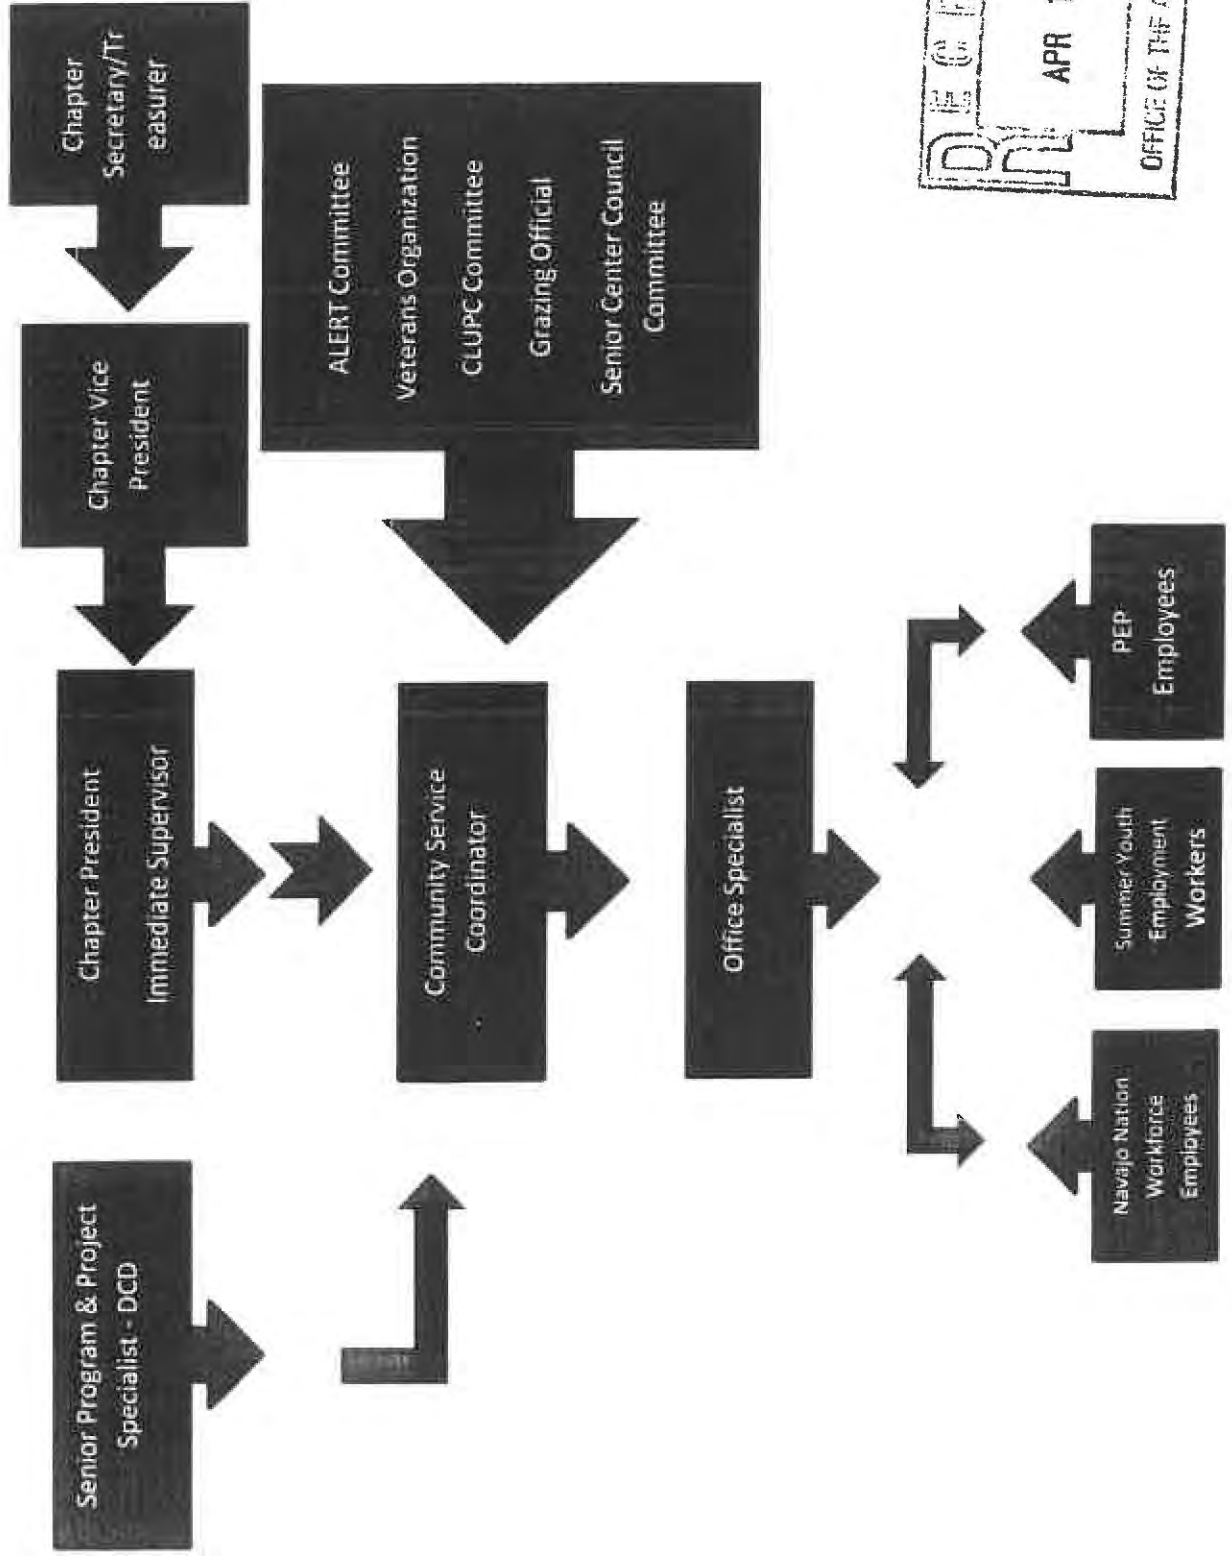 Senior Program & Project
Specialist - DCD
Chapter President
Immediate Supervisor
Chapter Vice
President
Chapter
Secretary/Tr
easurer
Community Service
Coordinator
ALERT Committee
Veterans Organization
CLUPC Committee
Grazing Official
Senior Center Council
Committee
Office Specialist
Navajo Nation
Workforce
Employees
Summer Youth
Employment
Workers
PEP
Employees
APR
OFFICE OF THE